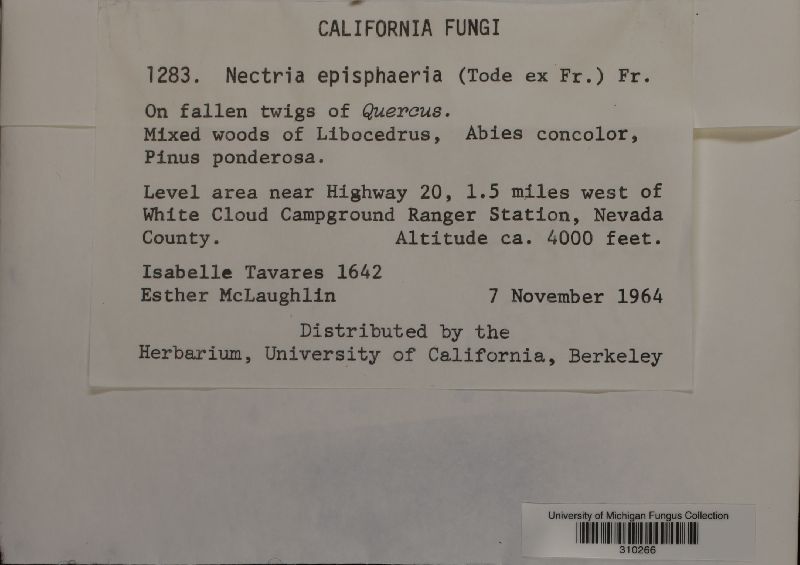 CALIFORNIA FUNGI
1283. Nectria episphaeria (Tode ex Fr.) Fr.
On fallen twigs of Quercus.
Mixed woods of Libocedrus, Abies concolor,
Pinus ponderosa.
Level area near Highway 20, 1.5 miles west of
White Cloud Campground Ranger Station, Nevada
County. Altitude ca. 4000 feet.
Isabelle Tavares 1642
Esther McLaughlin 7 November 1964
Distributed by the
Herbarium, University of California, Berkeley
University of Michigan Fungus Collection
310266